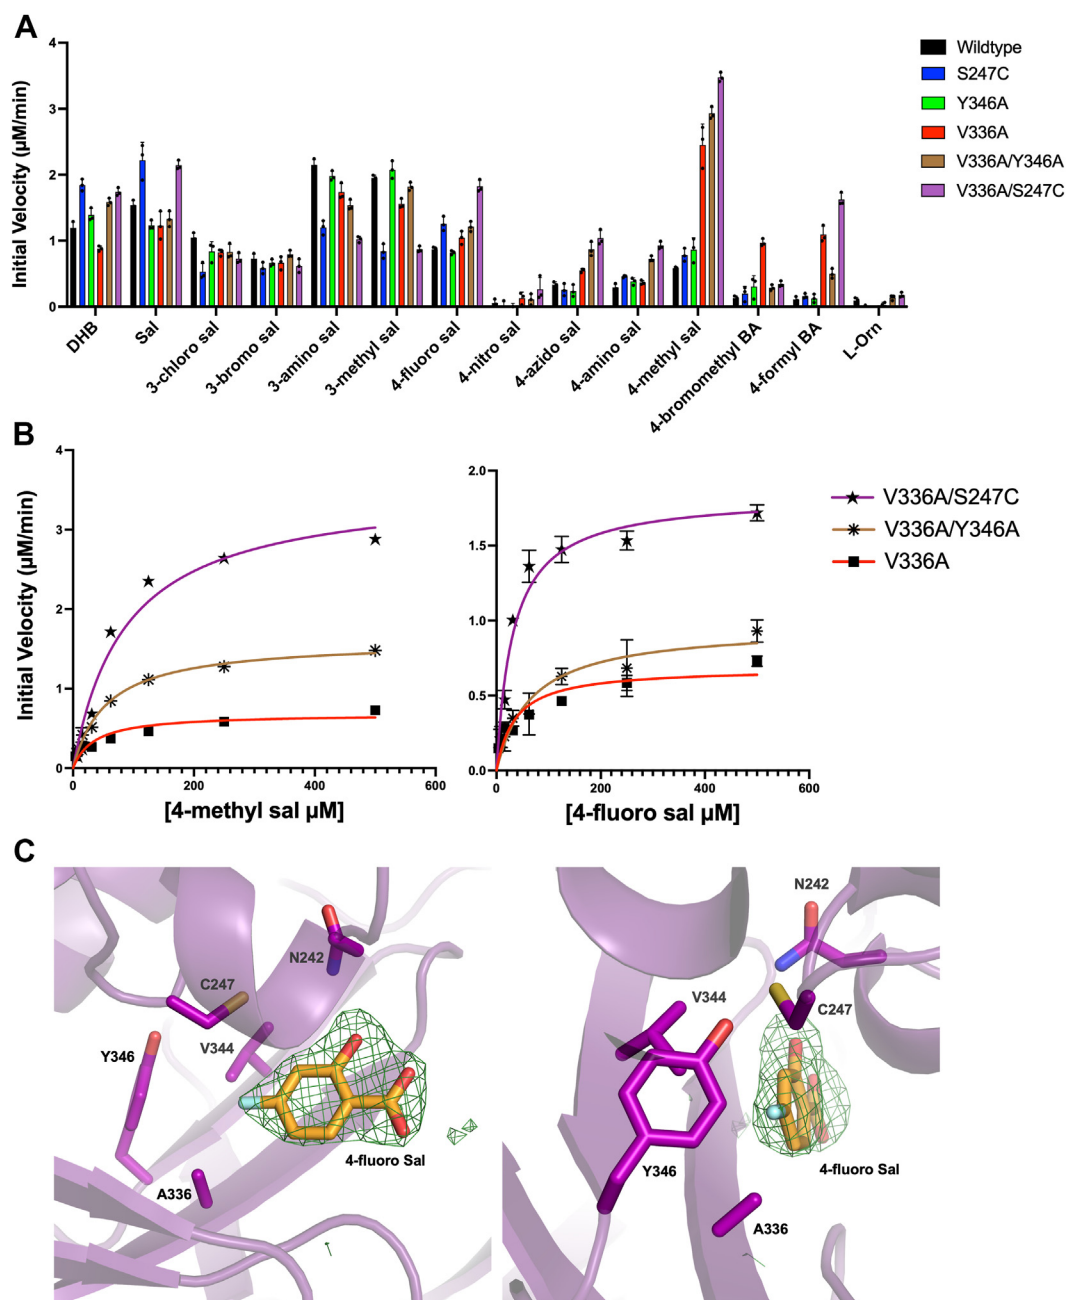 A
Initial Velocity (µM/min)
4
3
2
1
0
DHB
Sal
3-chloro sal
3-bromo sal
3-amino sal
3-methyl sal
4-fluoro sal
4-nitro sal
4-azido sal
4-amino sal
4-methyl sal
4-bromomethyl BA
4-formyl BA
L-Orn
Wildtype
S247C
Y346A
V336A
V336A/Y346A
V336A/S247C
B
Initial Velocity (µM/min)
4
3
2
1
0
0 200 400 600
[4-methyl sal µM]
2.0
1.5
1.0
0.5
0.0
0 200 400 600
[4-fluoro sal µM]
V336A/S247C
V336A/Y346A
V336A
C
N242
C247
V344
Y346
4-fluoro Sal
A336
N242
V344
C247
Y346
4-fluoro Sal
A336